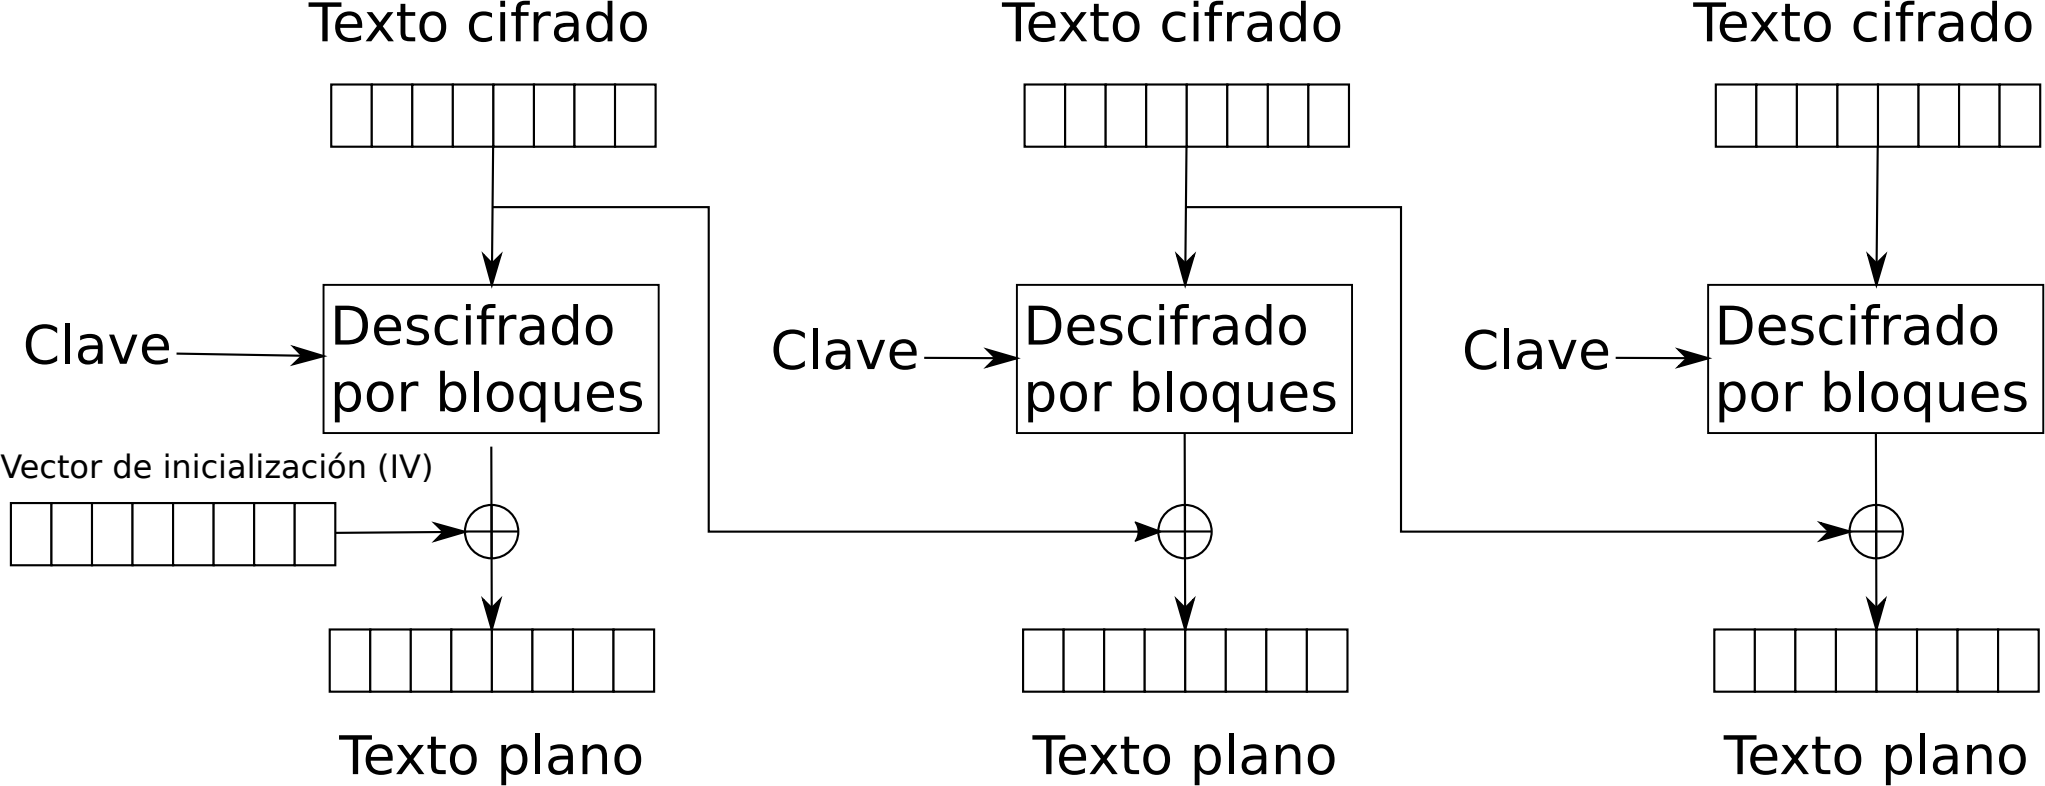 Texto cifrado
Texto cifrado
Texto cifrado
Clave
Descifrado
por bloques
Clave
Descifrado
por bloques
Clave
Descifrado
por bloques
Vector de inicialización (IV)
Texto plano
Texto plano
Texto plano